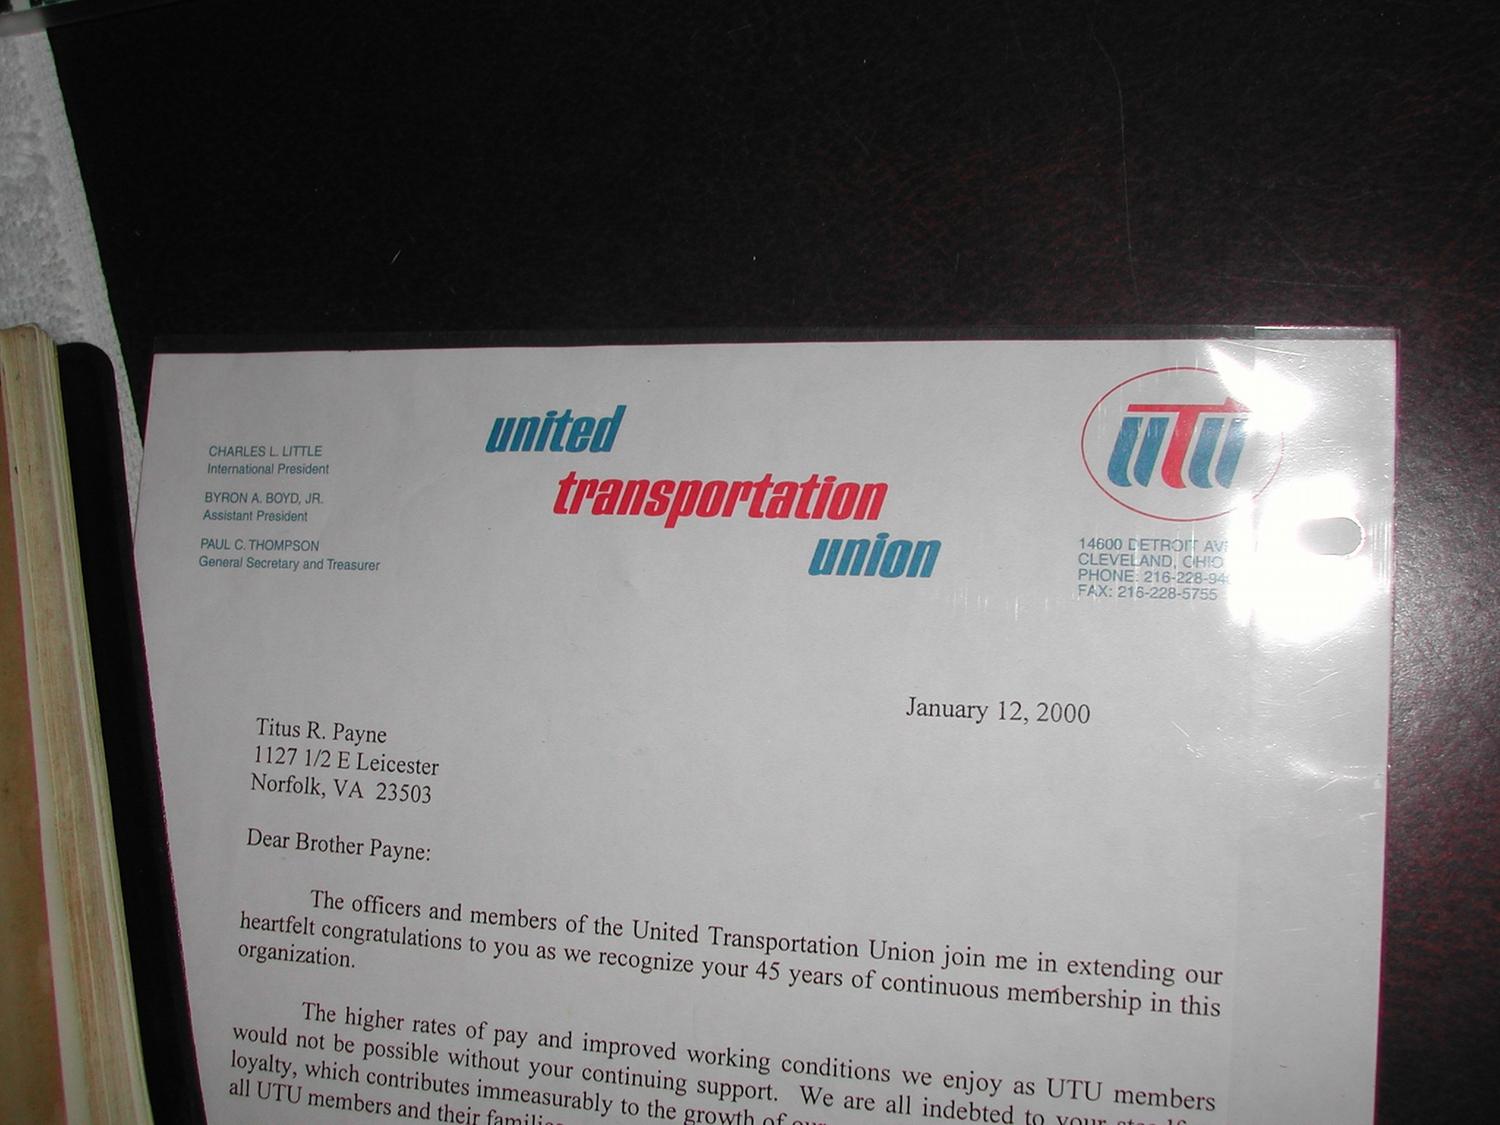 united
transportation
union
CHARLES L. LITTLE
International President
BYRON A. BOYD, JR.
Assistant President
PAUL C. THOMPSON
General Secretary and Treasurer
UTU
14600 DETROIT
CLEVELAND, OHIO
PHONE: 216-228-
FAX: 216-228-5755
January 12, 2000
Titus R. Payne
1127 1/2 E Leicester
Norfolk, VA 23503
Dear Brother Payne:
The officers and members of the United Transportation Union join me in extending our
heartfelt congratulations to you as we recognize your 45 years of continuous membership in this
organization.
The higher rates of pay and improved working conditions we enjoy as UTU members
would not be possible without your continuing support. We are all indebted to your
loyalty, which contributes immeasurably to the growth of
all UTU members and their